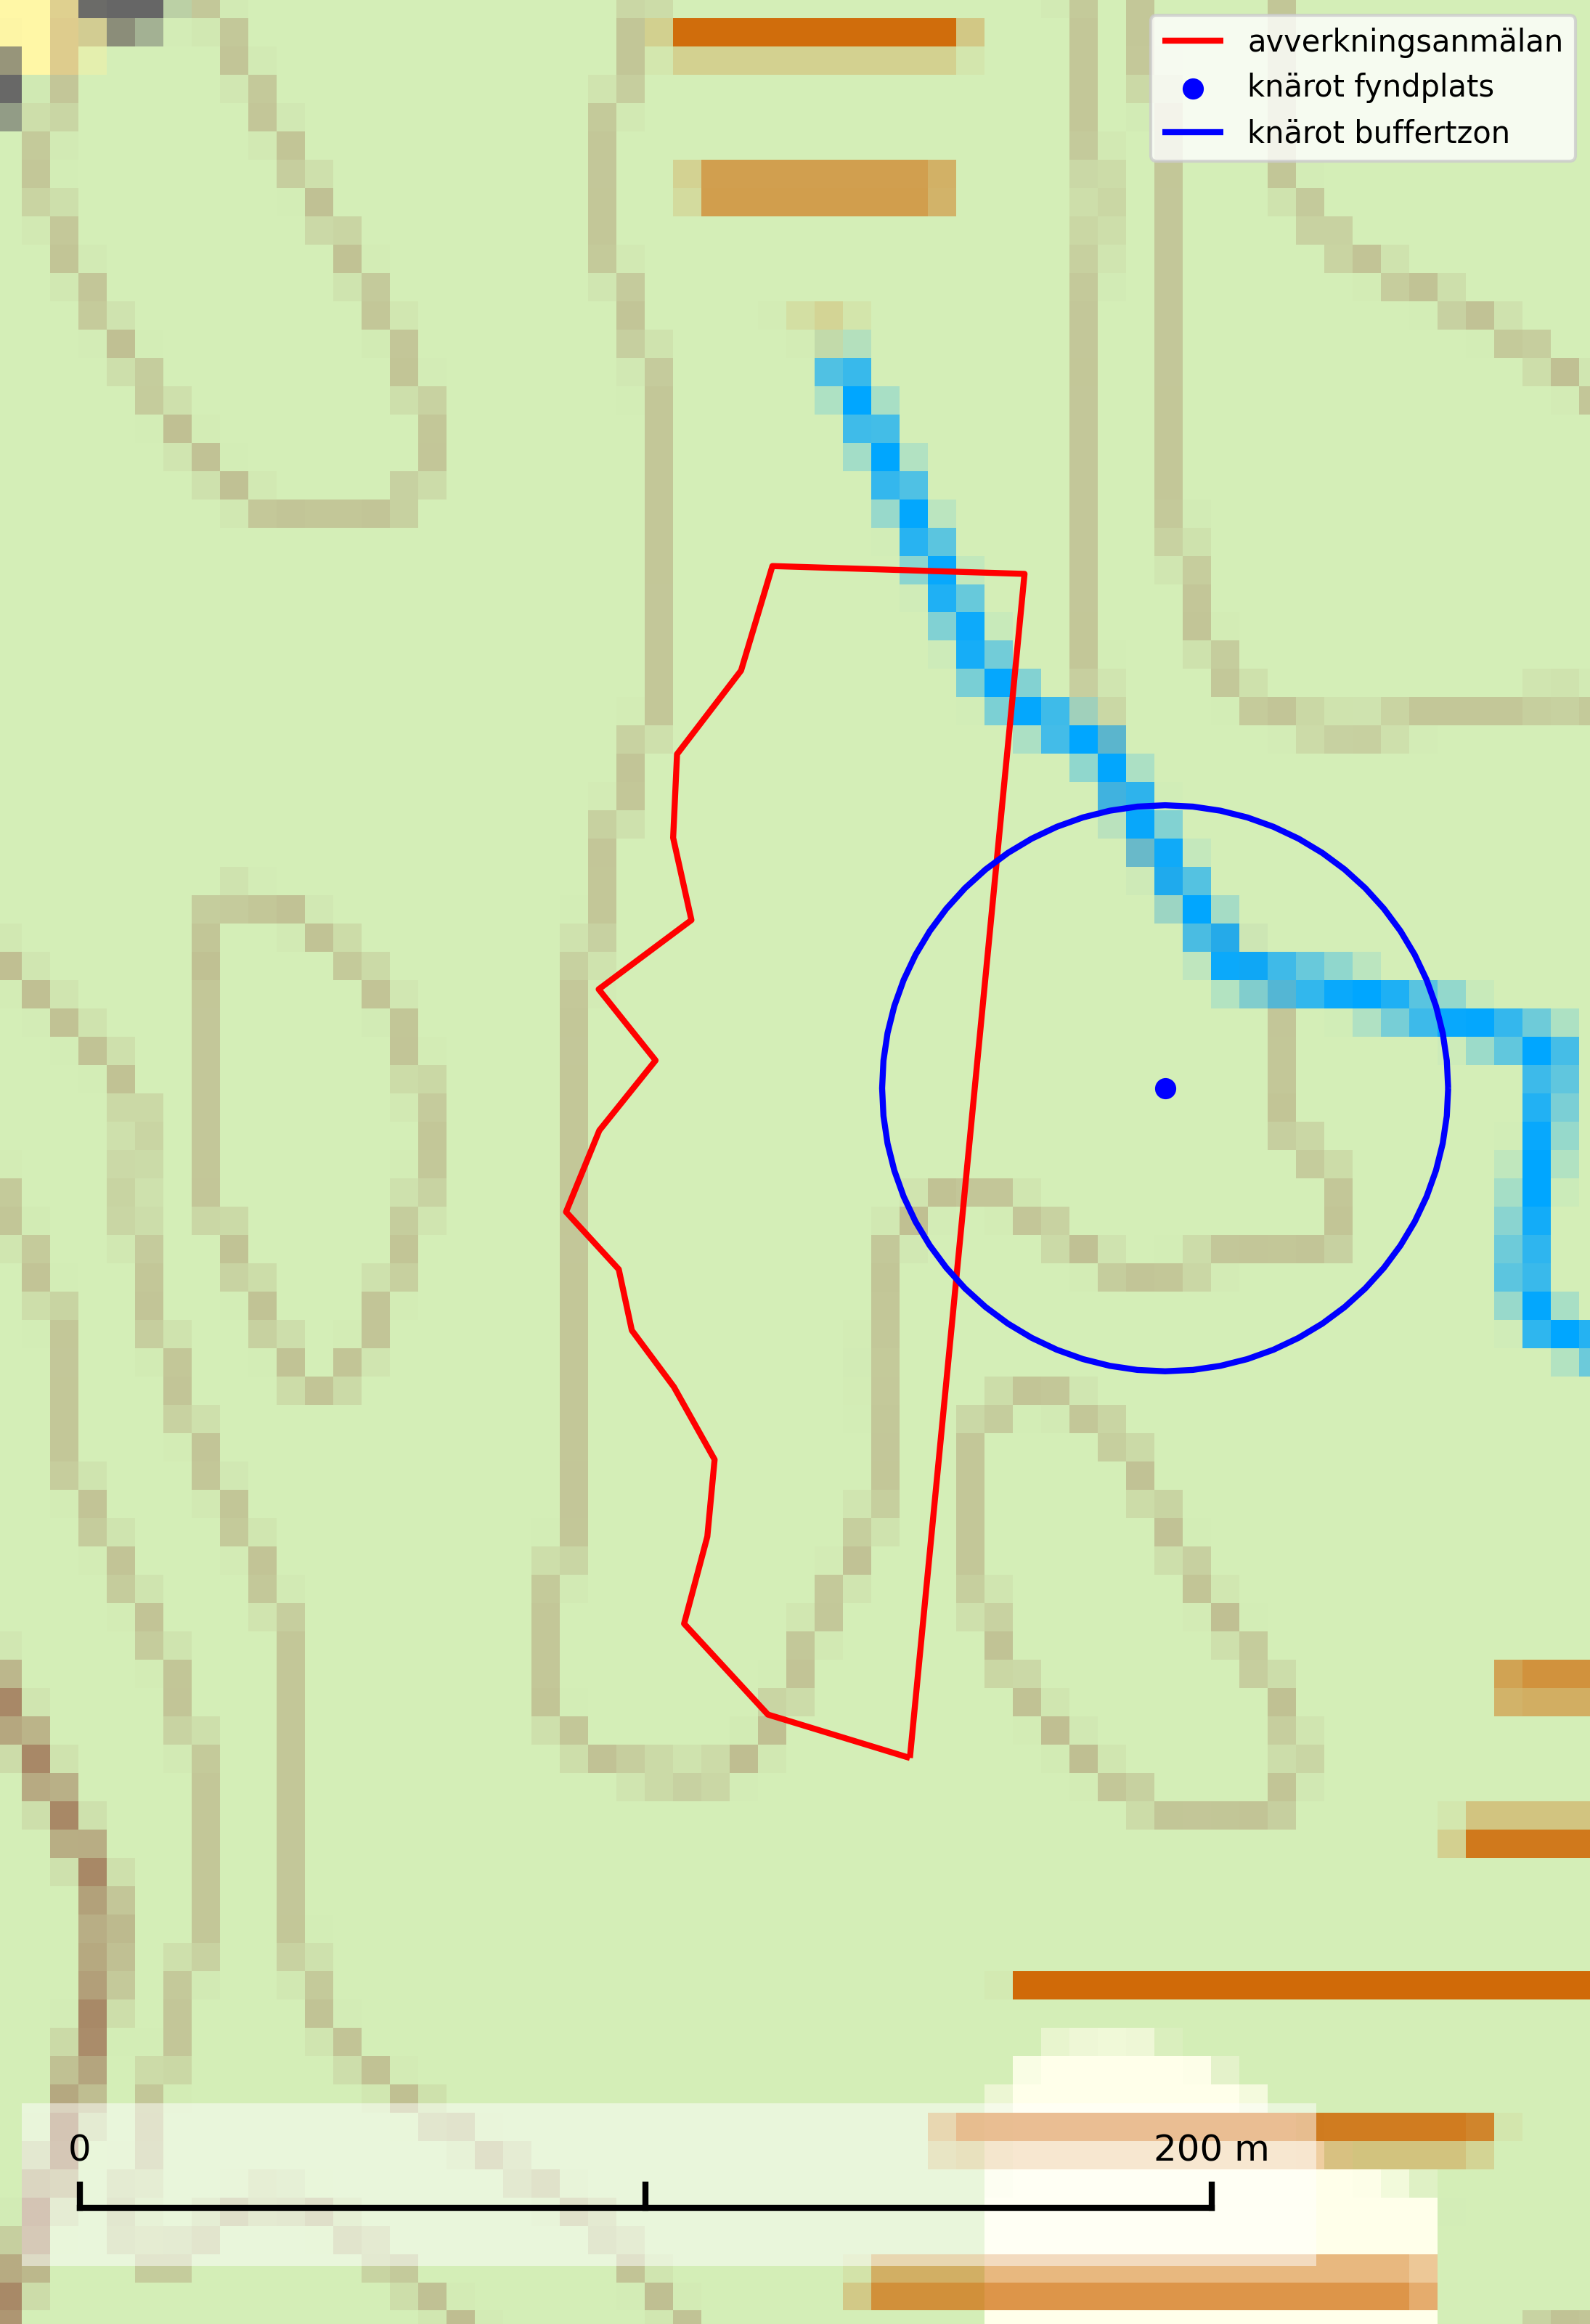 avverkningsanmälan
knärot fyndplats
knärot buffertzon
0 200 m